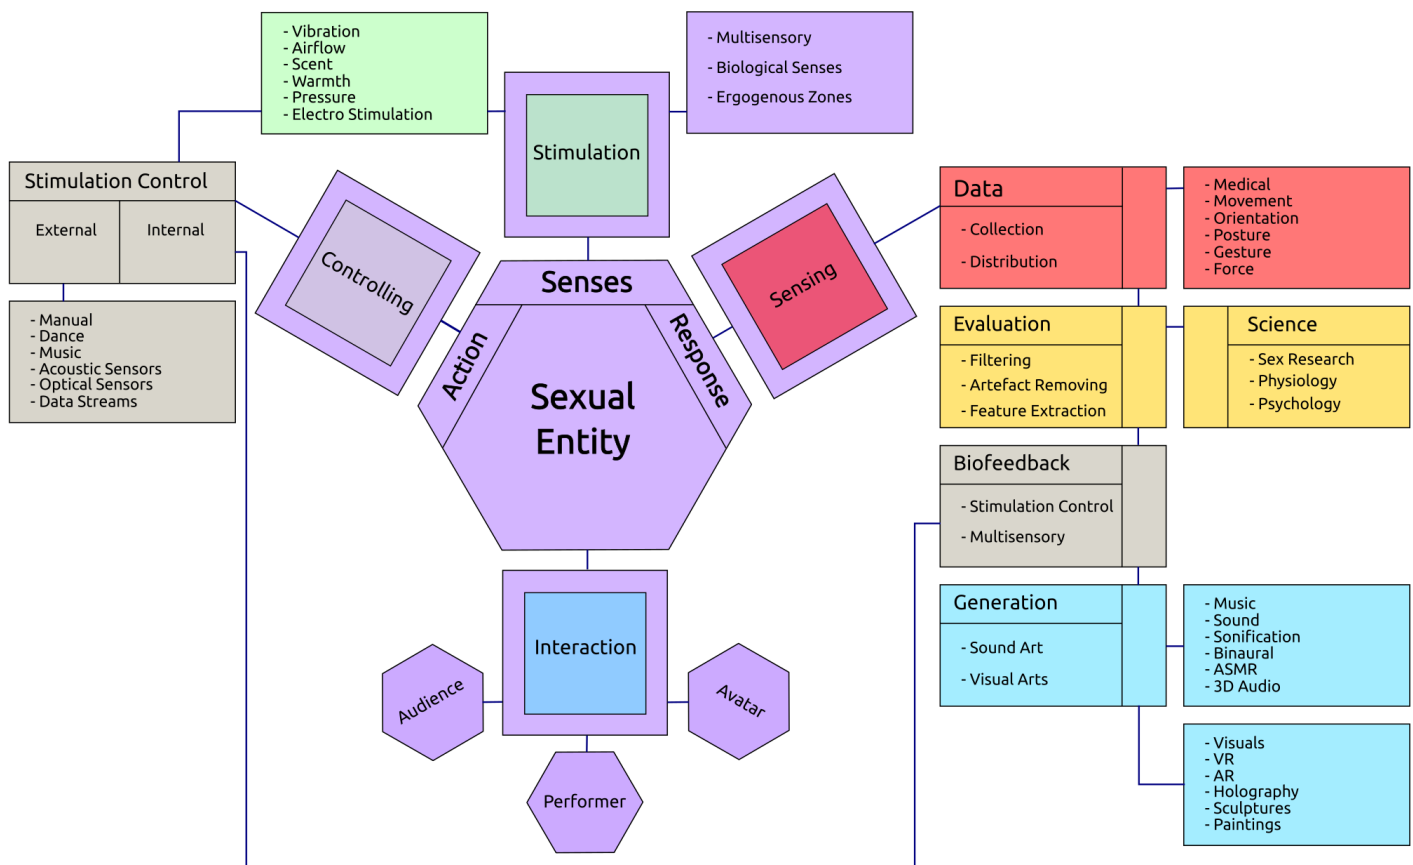 - Vibration
- Airflow
- Scent
- Warmth
- Pressure
- Electro Stimulation
- Multisensory
- Biological Senses
- Ergogenous Zones
Stimulation
Stimulation Control
External
Internal
- Manual
- Dance
- Music
- Acoustic Sensors
- Optical Sensors
- Data Streams
Controlling
Sensing
Senses
Action
Response
Sexual
Entity
Interaction
Audience
Avatar
Performer
Data
- Collection
- Distribution
- Medical
- Movement
- Orientation
- Posture
- Gesture
- Force
Evaluation
- Filtering
- Artefact Removing
- Feature Extraction
Science
- Sex Research
- Physiology
- Psychology
Biofeedback
- Stimulation Control
- Multisensory
Generation
- Sound Art
- Visual Arts
- Music
- Sound
- Sonification
- Binaural
- ASMR
- 3D Audio
- Visuals
- VR
- AR
- Holography
- Sculptures
- Paintings